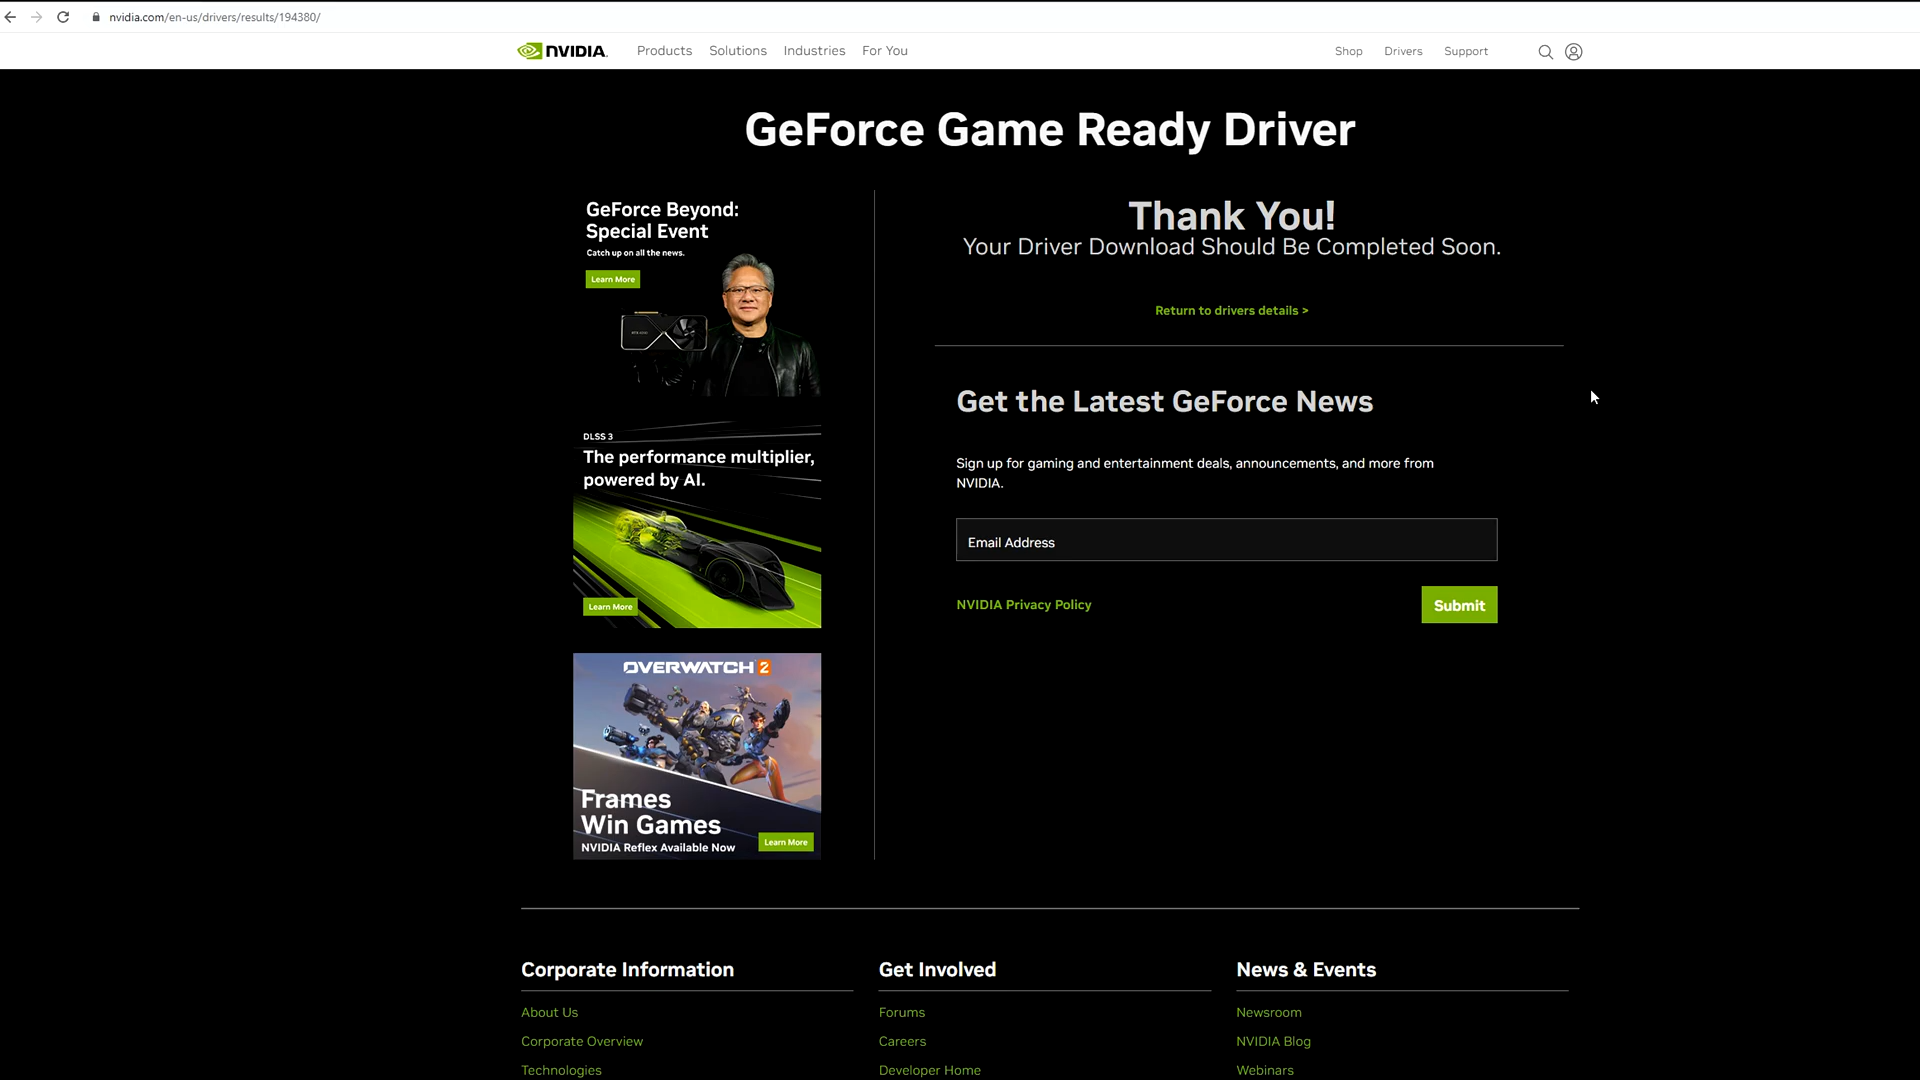 nvidia.com/en-us/drivers/results/194380/
NVIDIA.
Products Solutions Industries For You
Shop Drivers Support
GeForce Game Ready Driver
GeForce Beyond:
Special Event
Catch up on all the news.
Learn More
DLSS 3
The performance multiplier,
powered by AI.
Learn More
OVERWATCH 2
Frames
Win Games
NVIDIA Reflex Available Now
Learn More
Thank You!
Your Driver Download Should Be Completed Soon.
Return to drivers details >
Get the Latest GeForce News
Sign up for gaming and entertainment deals, announcements, and more from
NVIDIA.
Email Address
NVIDIA Privacy Policy
Submit
Corporate Information
About Us
Corporate Overview
Technologies
Get Involved
Forums
Careers
Developer Home
News & Events
Newsroom
NVIDIA Blog
Webinars